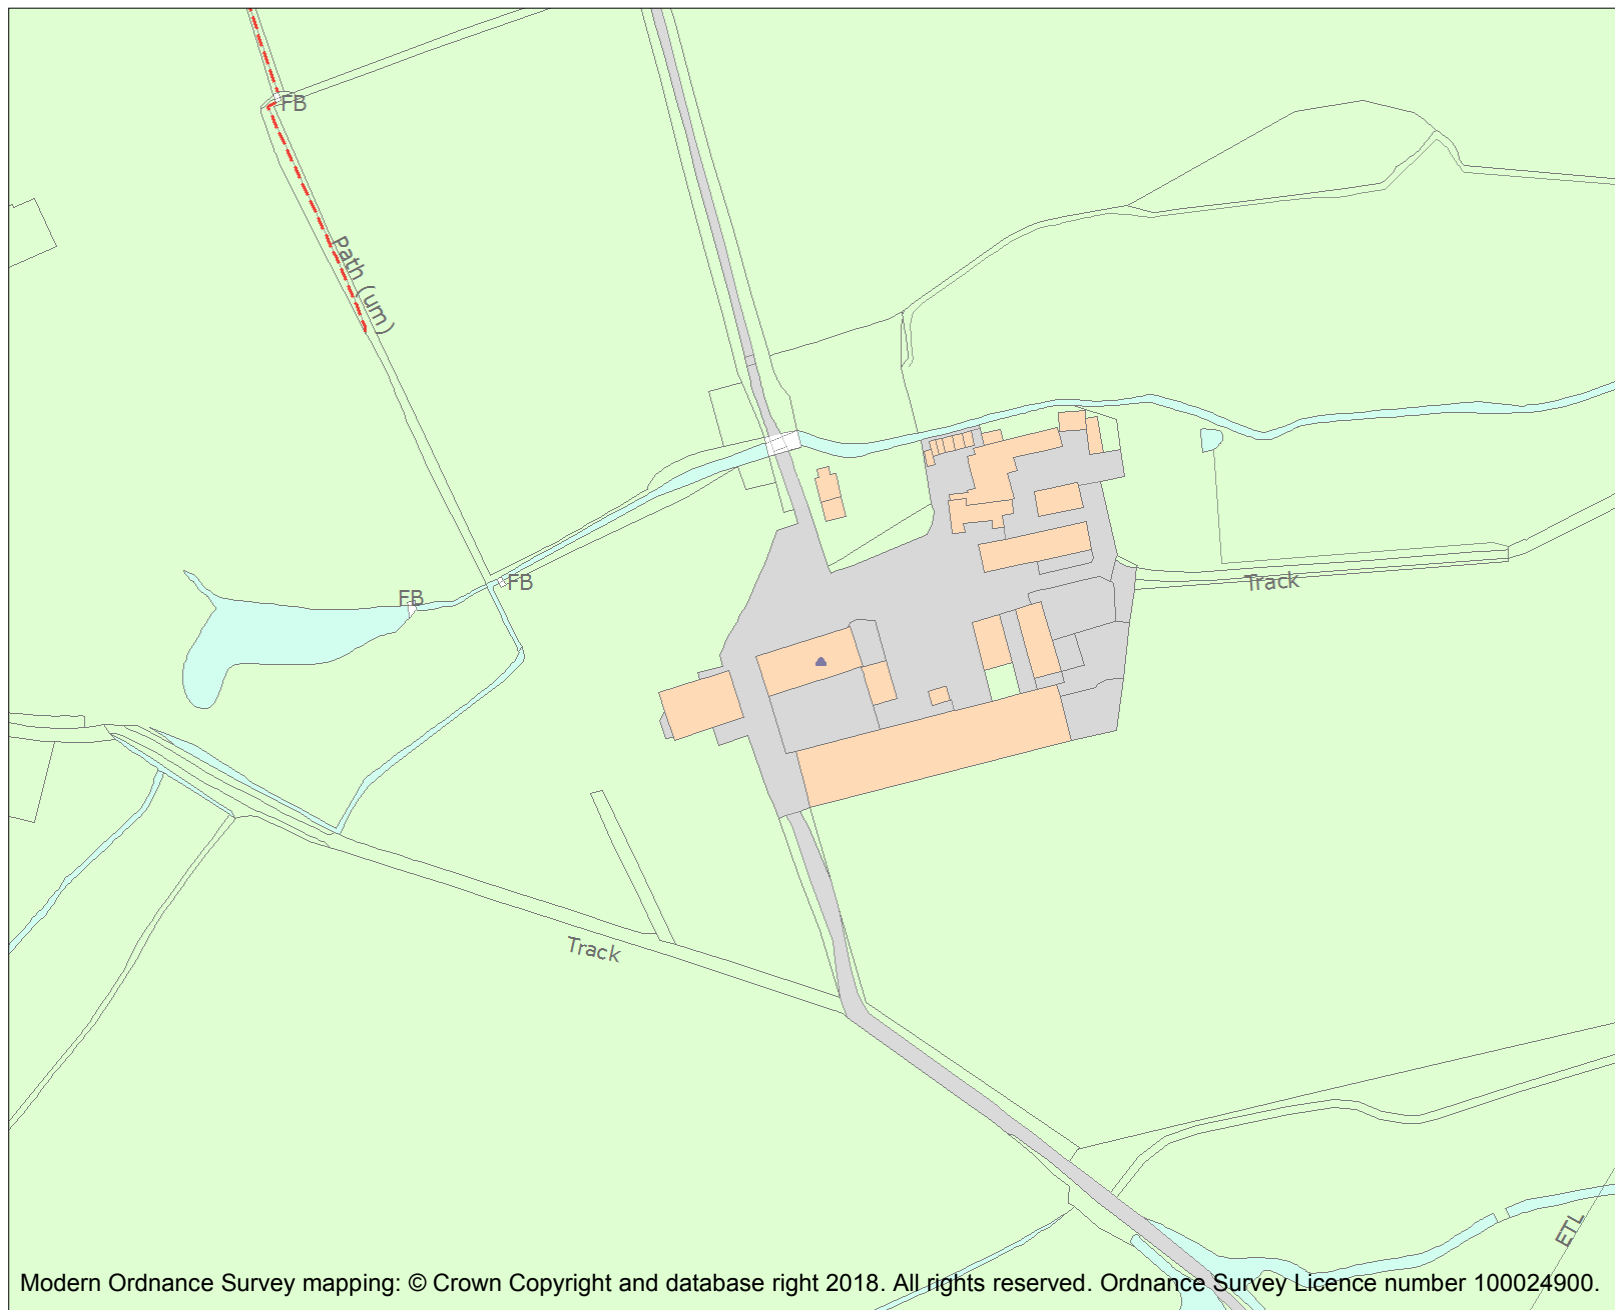 FB
Path (um)
FB
FB
Track
Track
ETL
Modern Ordnance Survey mapping: © Crown Copyright and database right 2018. All rights reserved. Ordnance Survey Licence number 100024900.